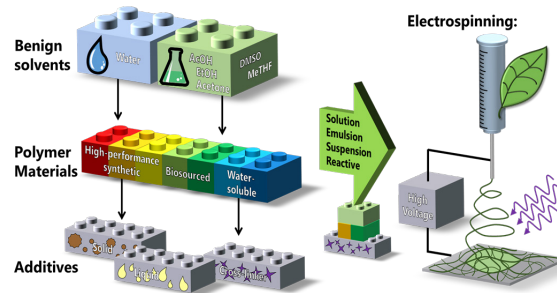 Electrospinning:
Benign
solvents
Water
AcOH
EtOH
Acetone
DMSO
MeTHF
Polymer
Materials
High-performance
synthetic
Biosourced
Water-
soluble
Solution
Emulsion
Suspension
Reactive
High
Voltage
Additives
Solid
Liquid
Cross-linker